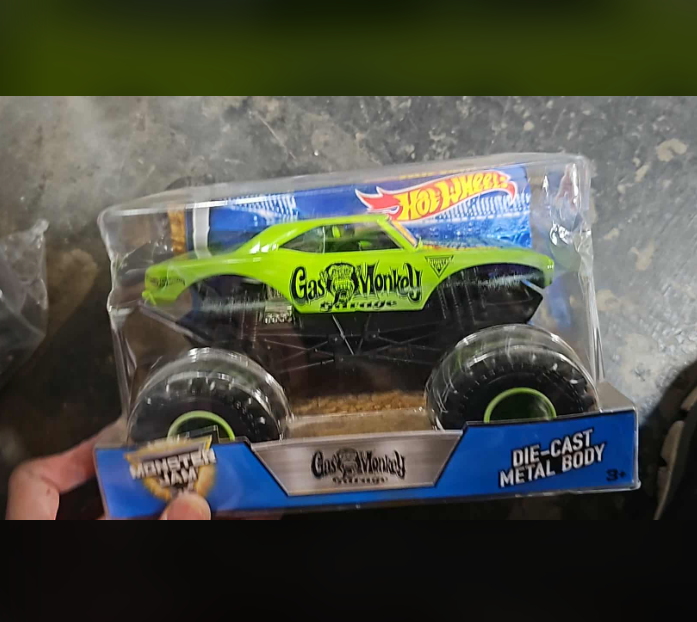 HOT WHEELS
Gas Monkey
Garage
MONSTER
JAM
Gas Monkey
Garage
DIE-CAST
METAL BODY
3+